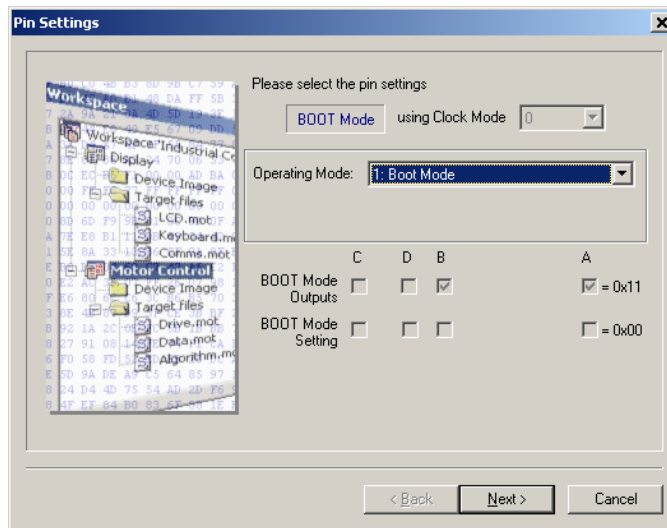 Pin Settings
Please select the pin settings
BOOT Mode using Clock Mode 0
Operating Mode: 1: Boot Mode
C D B A
BOOT Mode Outputs = 0x11
BOOT Mode Setting = 0x00
Workspace
Workspace 'Industrial Co
Display
Device Image
Target files
LCD.mot
Keyboard.m
Comms.mot
Motor Control
Device Image
Target files
Drive.mot
Data.mot
Algorithm.mo
< Back Next > Cancel